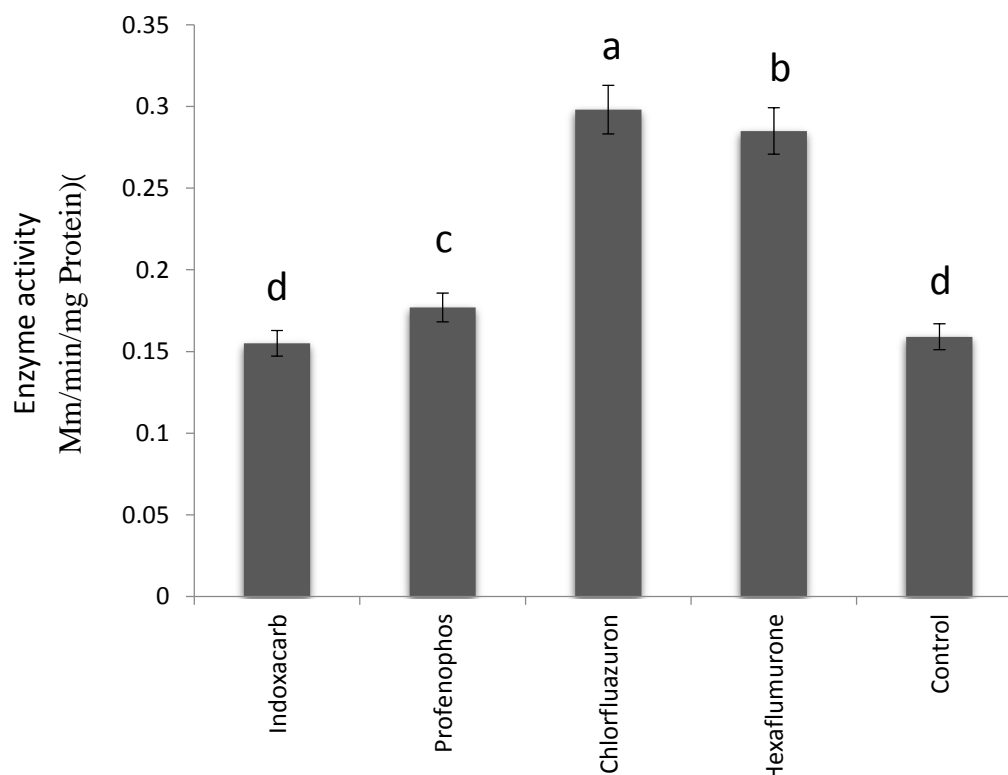 Enzyme activity
Mm/min/mg Protein)(
0.35
0.3
0.25
0.2
0.15
0.1
0.05
0
d
c
a
b
d
Indoxacarb
Profenophos
Chlorfluazuron
Hexaflumurone
Control